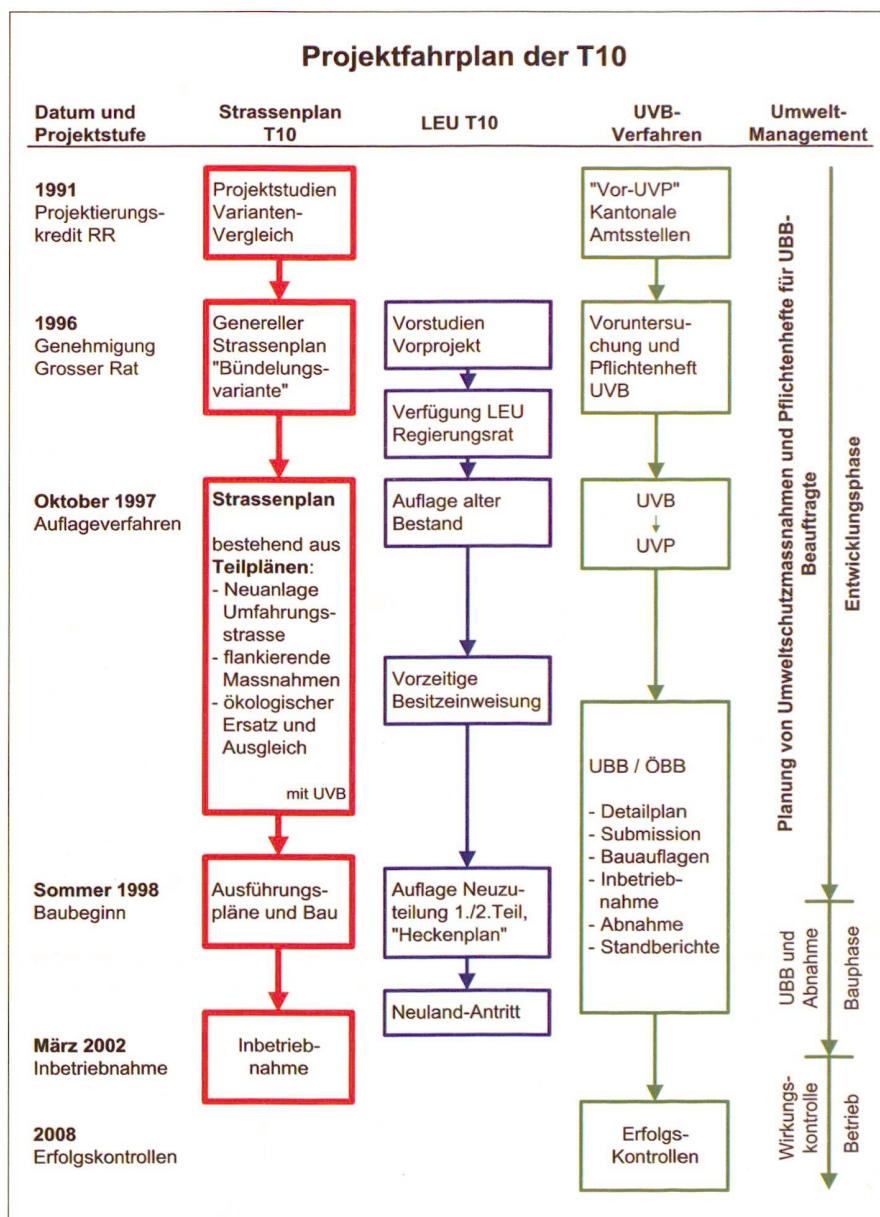 Projektfahrplan der T10
Datum und
Projektstufe
Strassenplan
T10
LEU T10
UVB-
Verfahren
Umwelt-
Management
1991
Projektierungs-
kredit RR
1996
Genehmigung
Grosser Rat
Oktober 1997
Auflageverfahren
Sommer 1998
Baubeginn
März 2002
Inbetriebnahme
2008
Erfolgskontrollen
Projektstudien
Varianten-
Vergleich
Genereller
Strassenplan
"Bündelungs-
variante"
Strassenplan
bestehend aus
Teilplänen:
- Neuanlage
Umfahrungs-
strasse
- flankierende
Massnahmen
- ökologischer
Ersatz und
Ausgleich
mit UVB
Ausführungs-
pläne und Bau
Inbetrieb-
nahme
Vorstudien
Vorprojekt
Verfügung LEU
Regierungsrat
Auflage alter
Bestand
Vorzeitige
Besitzeinweisung
Auflage Neuzu-
teilung 1./2.Teil,
"Heckenplan"
Neuland-Antritt
"Vor-UVP"
Kantonale
Amtsstellen
Voruntersu-
chung und
Pflichtenheft
UVB
UVB
UVP
UBB / ÖBB
- Detailplan
- Submission
- Bauauflagen
- Inbetrieb-
nahme
- Abnahme
- Standberichte
Erfolgs-
Kontrollen
Planung von Umweltschutzmassnahmen und Pflichtenhefte für UBB-
Beauftragte
Entwicklungsphase
UBB und
Abnahme
Bauphase
Wirkungs-
kontrolle
Betrieb